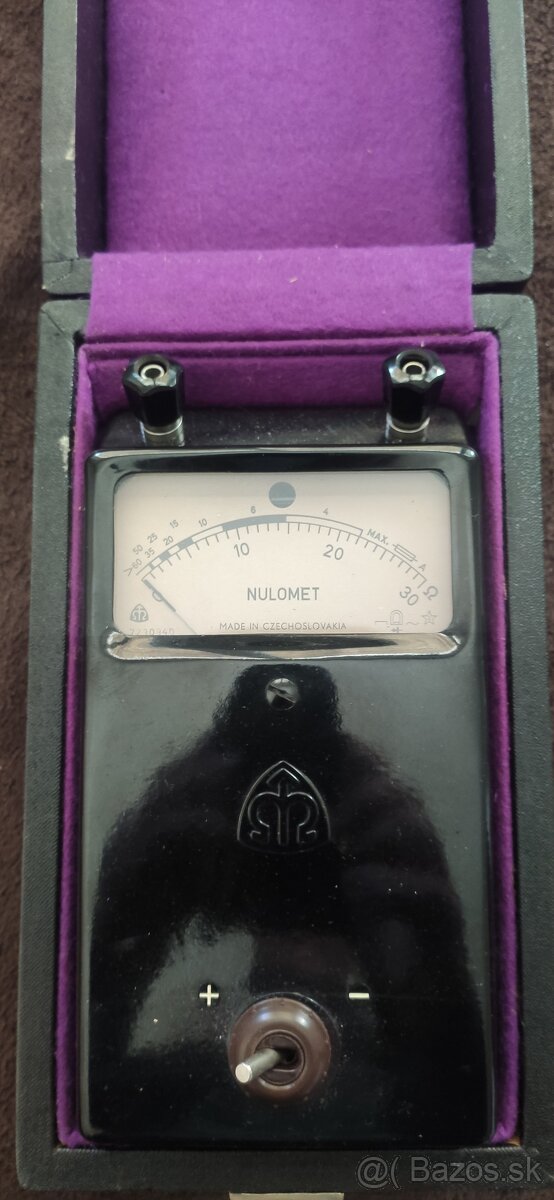 >60 50 35 25 20 15 10 6 4 MAX. A
0 10 20 30 Ω
NULOMET
MADE IN CZECHOSLOVAKIA
+ −
@( Bazos.sk